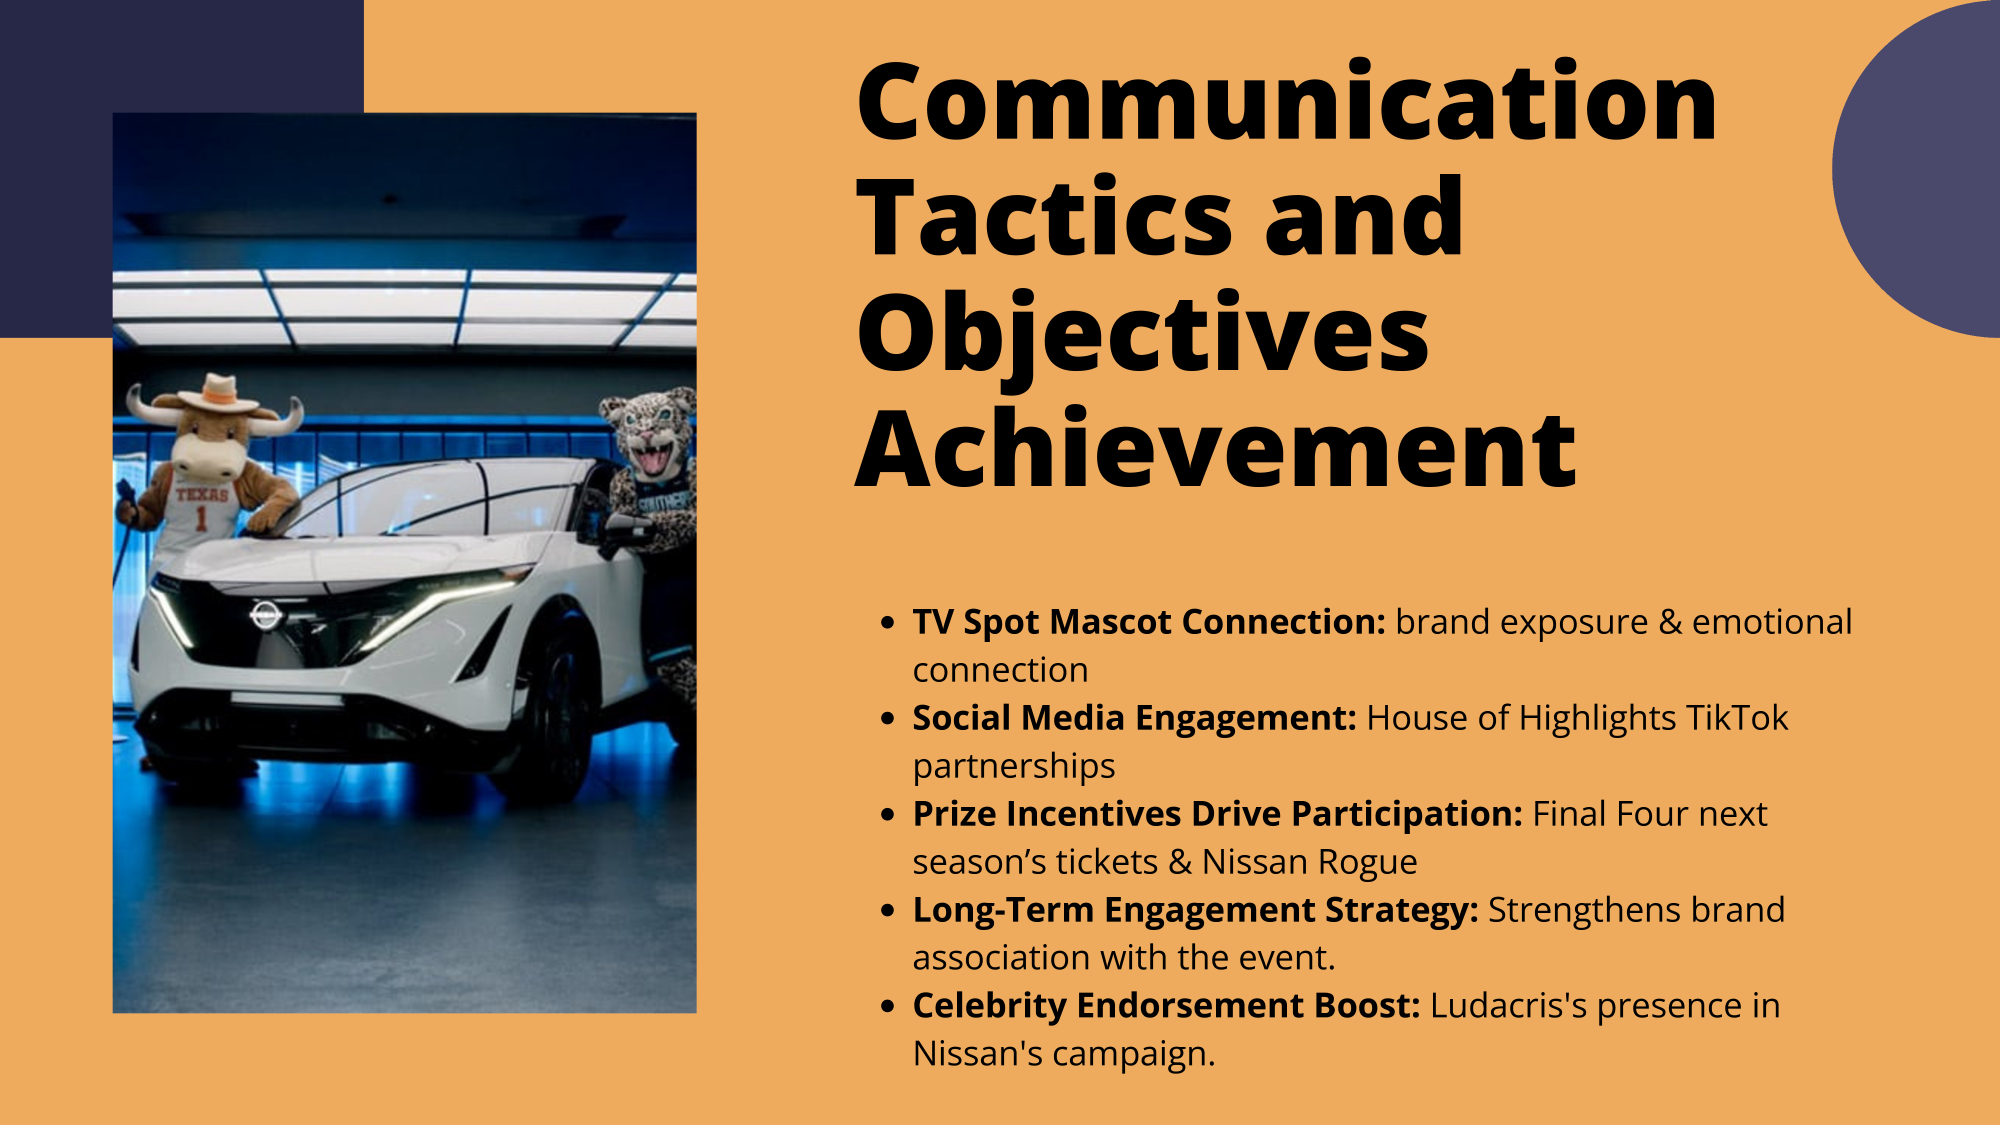 Communication
Tactics and
Objectives
Achievement
TEXAS
1
SOUTHERN
NISSAN
• TV Spot Mascot Connection: brand exposure & emotional
connection
• Social Media Engagement: House of Highlights TikTok
partnerships
• Prize Incentives Drive Participation: Final Four next
season’s tickets & Nissan Rogue
• Long-Term Engagement Strategy: Strengthens brand
association with the event.
• Celebrity Endorsement Boost: Ludacris's presence in
Nissan's campaign.